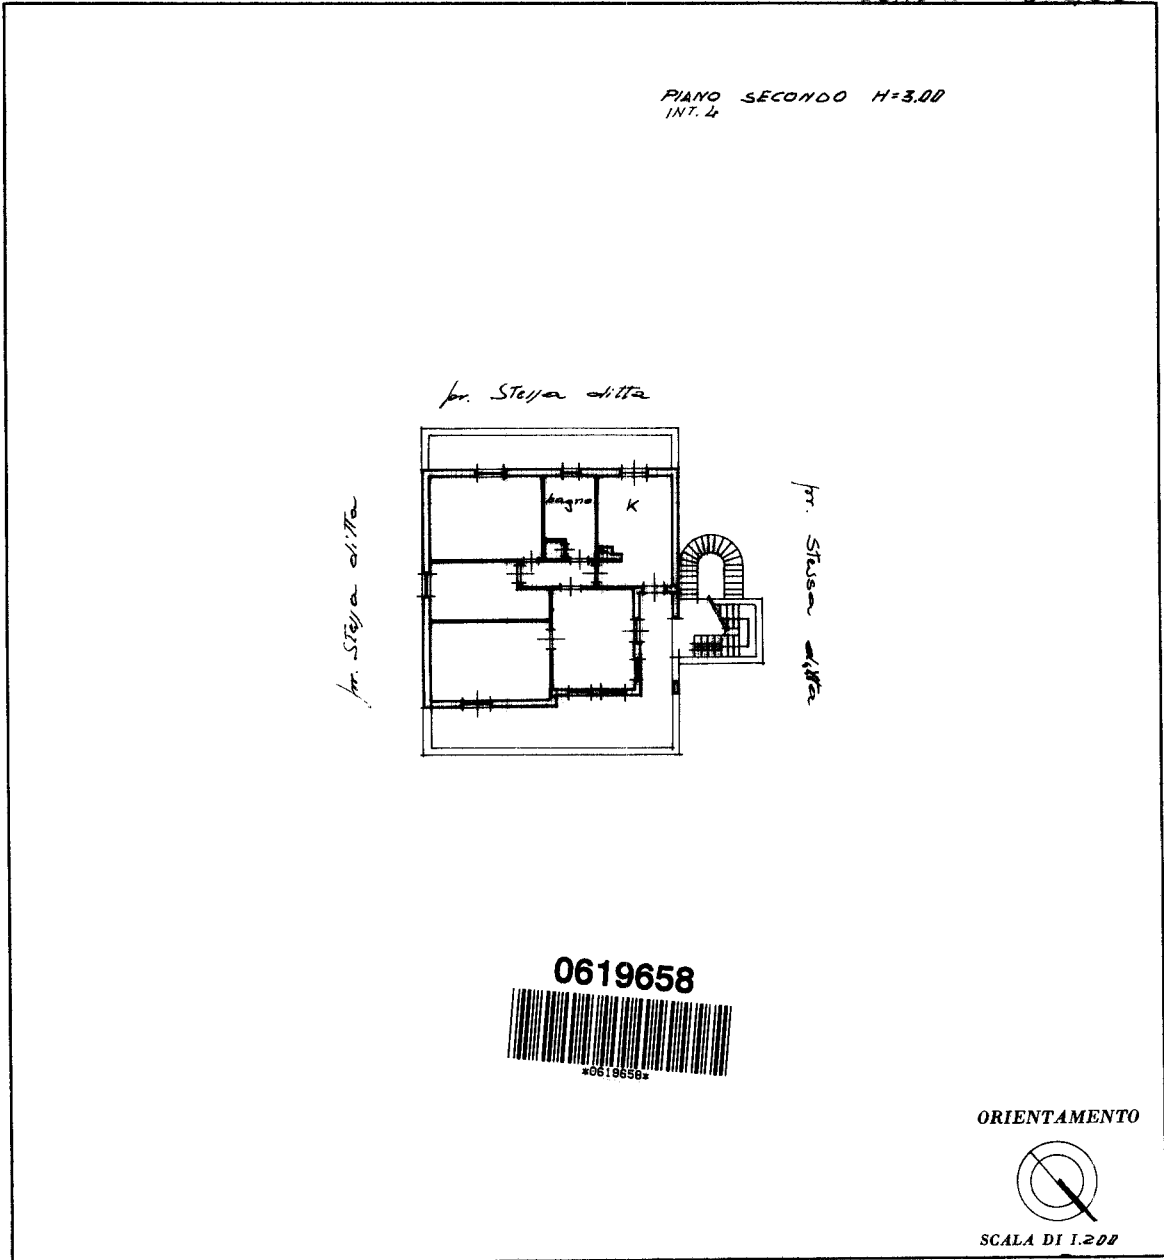 PIANO SECONDO H=3.00
INT. 4
pr. Stessa ditta
pr. Stessa ditta
pr. Stessa ditta
bagno
K
0619658
*0619658*
ORIENTAMENTO
SCALA DI 1.200